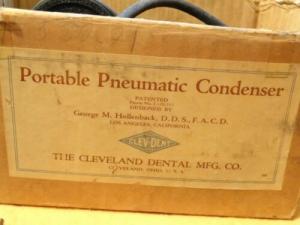 Portable Pneumatic Condenser
PATENTED
DESIGNED BY
George M. Hollenback, D.D.S., F.A.C.D.
LOS ANGELES, CALIFORNIA
CLEV-DENT
THE CLEVELAND DENTAL MFG. CO.
CLEVELAND, OHIO, U.S.A.